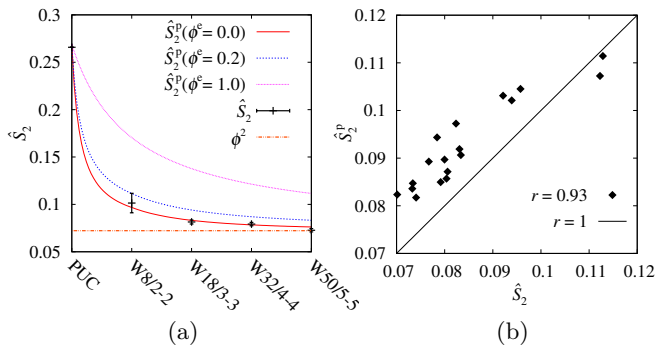 0.3
0.25
0.2
0.15
0.1
0.05
Ŝ₂
PUC
W8/2-2
W18/3-3
W32/4-4
W50/5-5
Ŝ₂ᵖ(ϕᵉ= 0.0)
Ŝ₂ᵖ(ϕᵉ= 0.2)
Ŝ₂ᵖ(ϕᵉ= 1.0)
Ŝ₂
ϕ²
(a)
0.12
0.11
0.1
0.09
0.08
0.07
Ŝ₂ᵖ
r = 0.93
r = 1
0.07 0.08 0.09 0.1 0.11 0.12
Ŝ₂
(b)